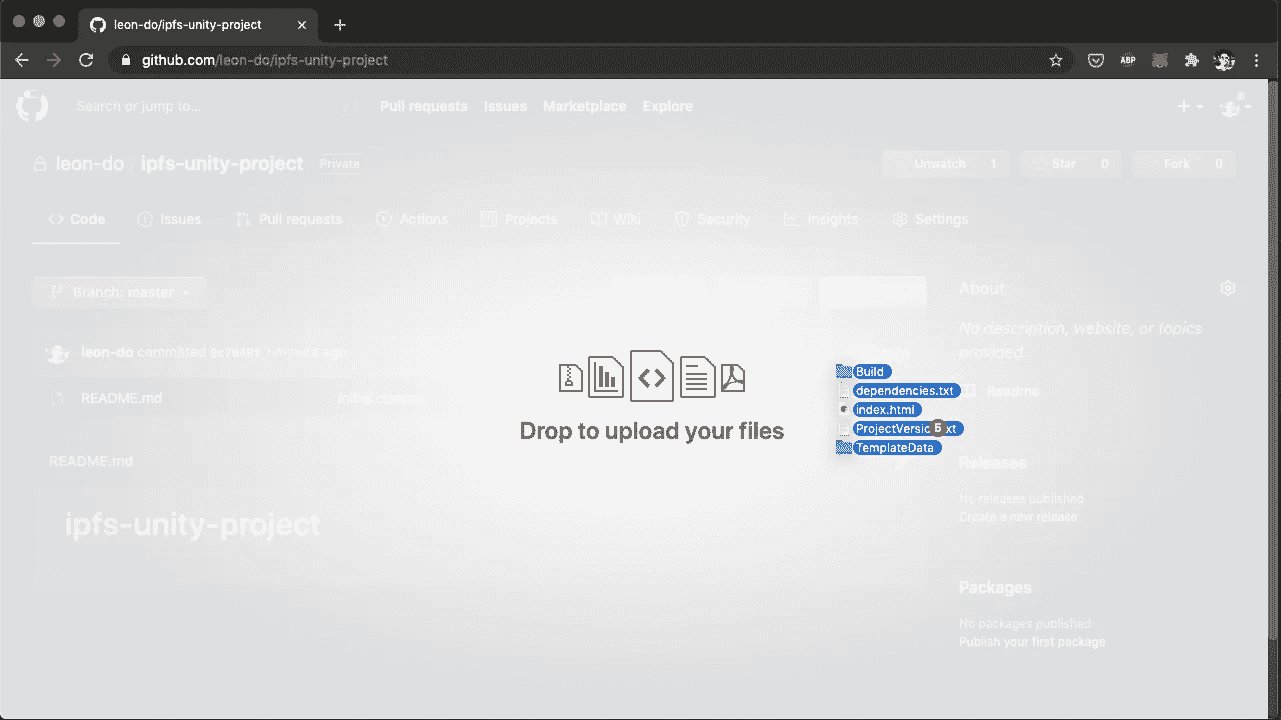 leon-do/ipfs-unity-project
github.com/leon-do/ipfs-unity-project
ABP
Search or jump to... /
Pull requests Issues Marketplace Explore
leon-do / ipfs-unity-project Private
Unwatch 1 Star 0 Fork 0
Code Issues Pull requests Actions Projects Wiki Security Insights Settings
Branch: master
About
No description, website, or topics
provided.
leon-do committed 1 minute ago
README.md Initial commit
Readme
README.md
ipfs-unity-project
Drop to upload your files
Build
dependencies.txt
index.html
5
TemplateData
Releases
No releases published
Create a new release
Packages
No packages published
Publish your first package